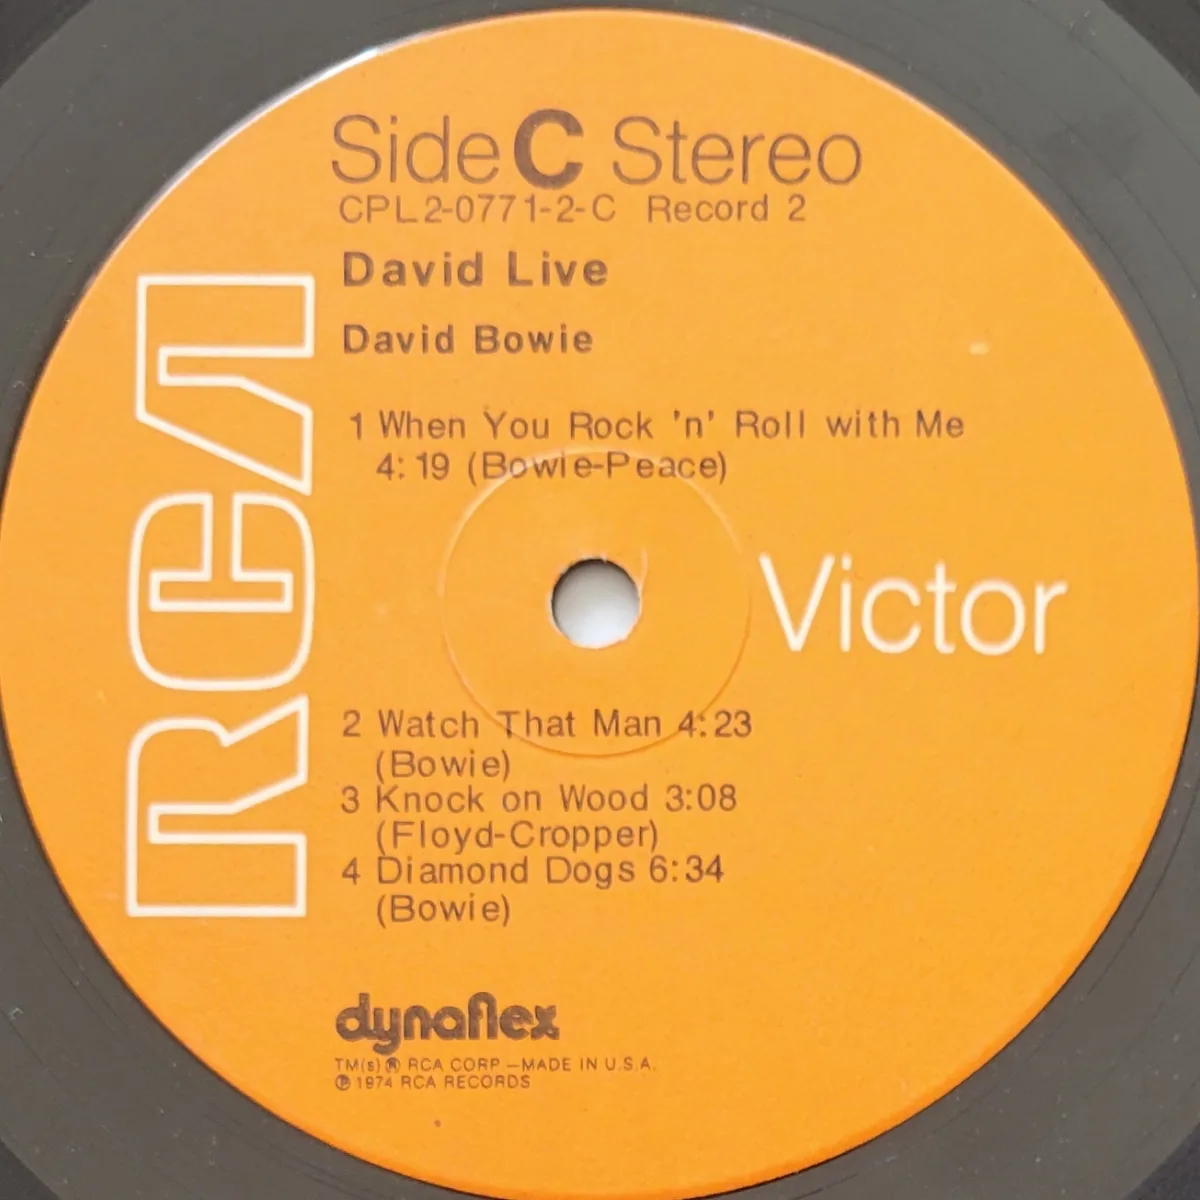 Side C Stereo
CPL2-0771-2-C Record 2
David Live
David Bowie
1 When You Rock 'n' Roll with Me
4:19 (Bowie-Peace)
RCA
Victor
2 Watch That Man 4:23
(Bowie)
3 Knock on Wood 3:08
(Floyd-Cropper)
4 Diamond Dogs 6:34
(Bowie)
dynaflex
TM(s) ® RCA CORP.—MADE IN U.S.A.
℗ 1974 RCA RECORDS